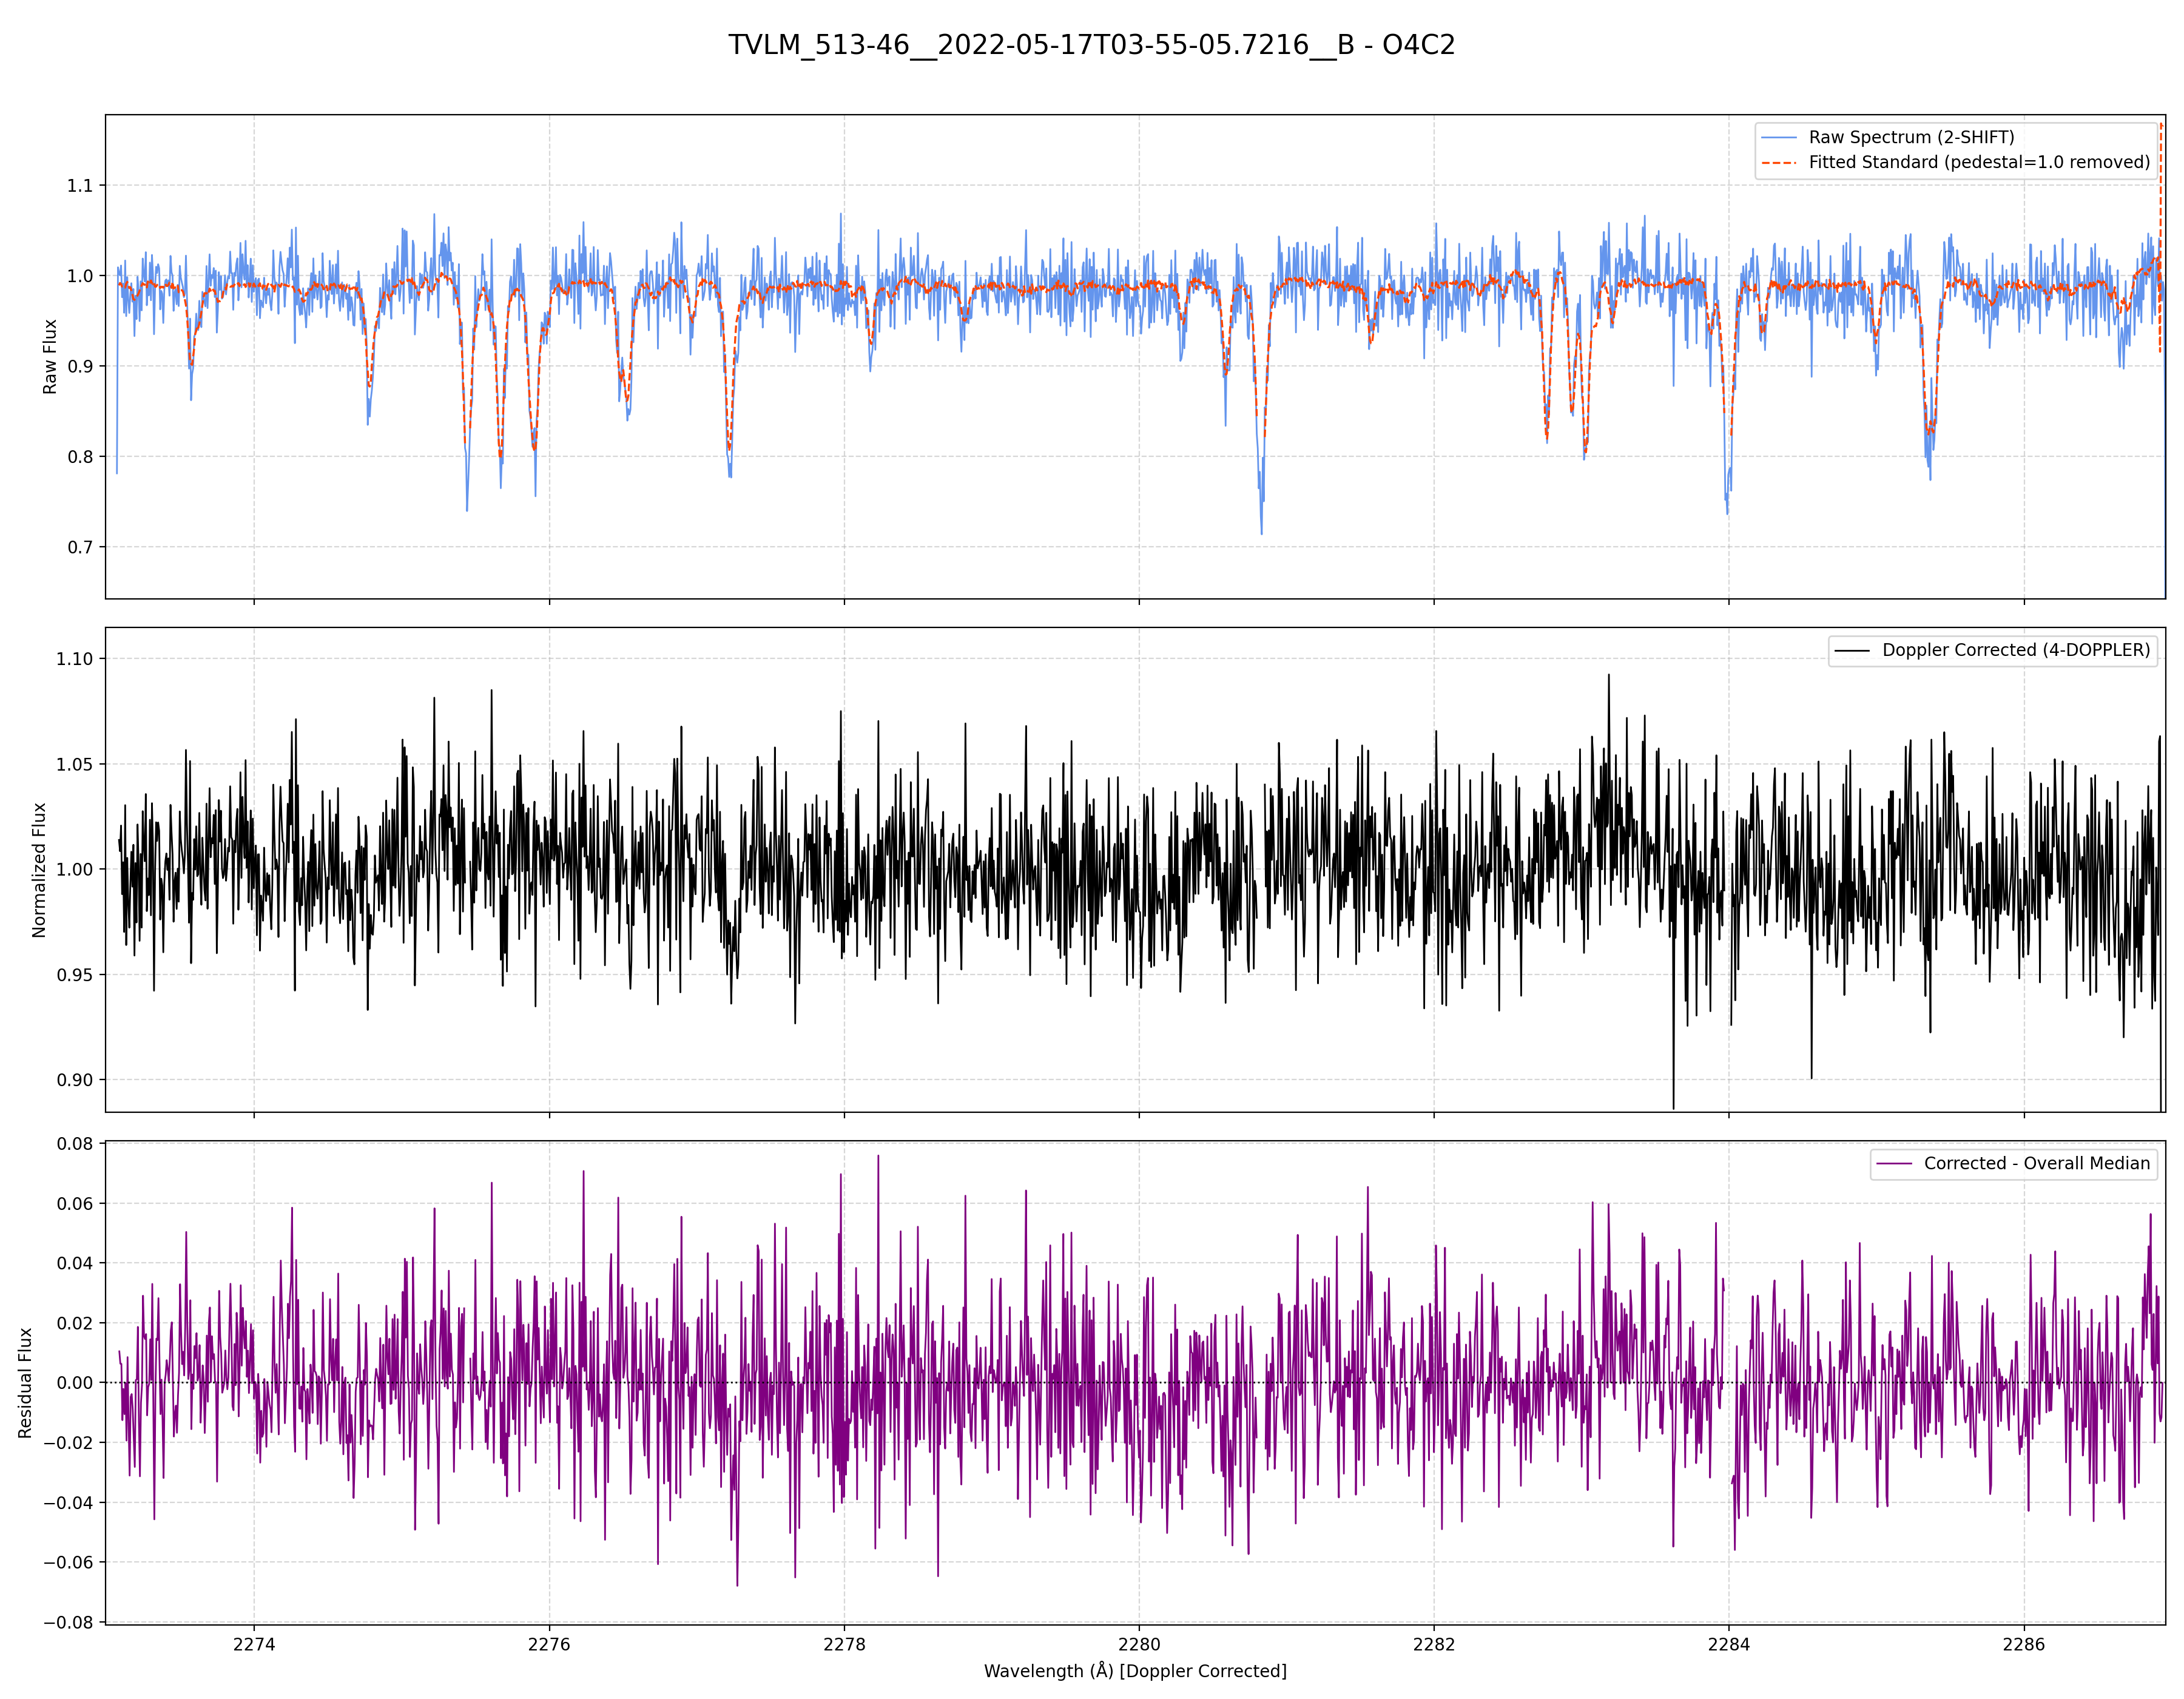 TVLM_513-46__2022-05-17T03-55-05.7216__B - O4C2
Raw Spectrum (2-SHIFT)
Fitted Standard (pedestal=1.0 removed)
1.1
1.0
0.9
0.8
0.7
Raw Flux
Doppler Corrected (4-DOPPLER)
1.10
1.05
1.00
0.95
0.90
Normalized Flux
Corrected - Overall Median
0.08
0.06
0.04
0.02
0.00
−0.02
−0.04
−0.06
−0.08
Residual Flux
2274 2276 2278 2280 2282 2284 2286
Wavelength (Å) [Doppler Corrected]